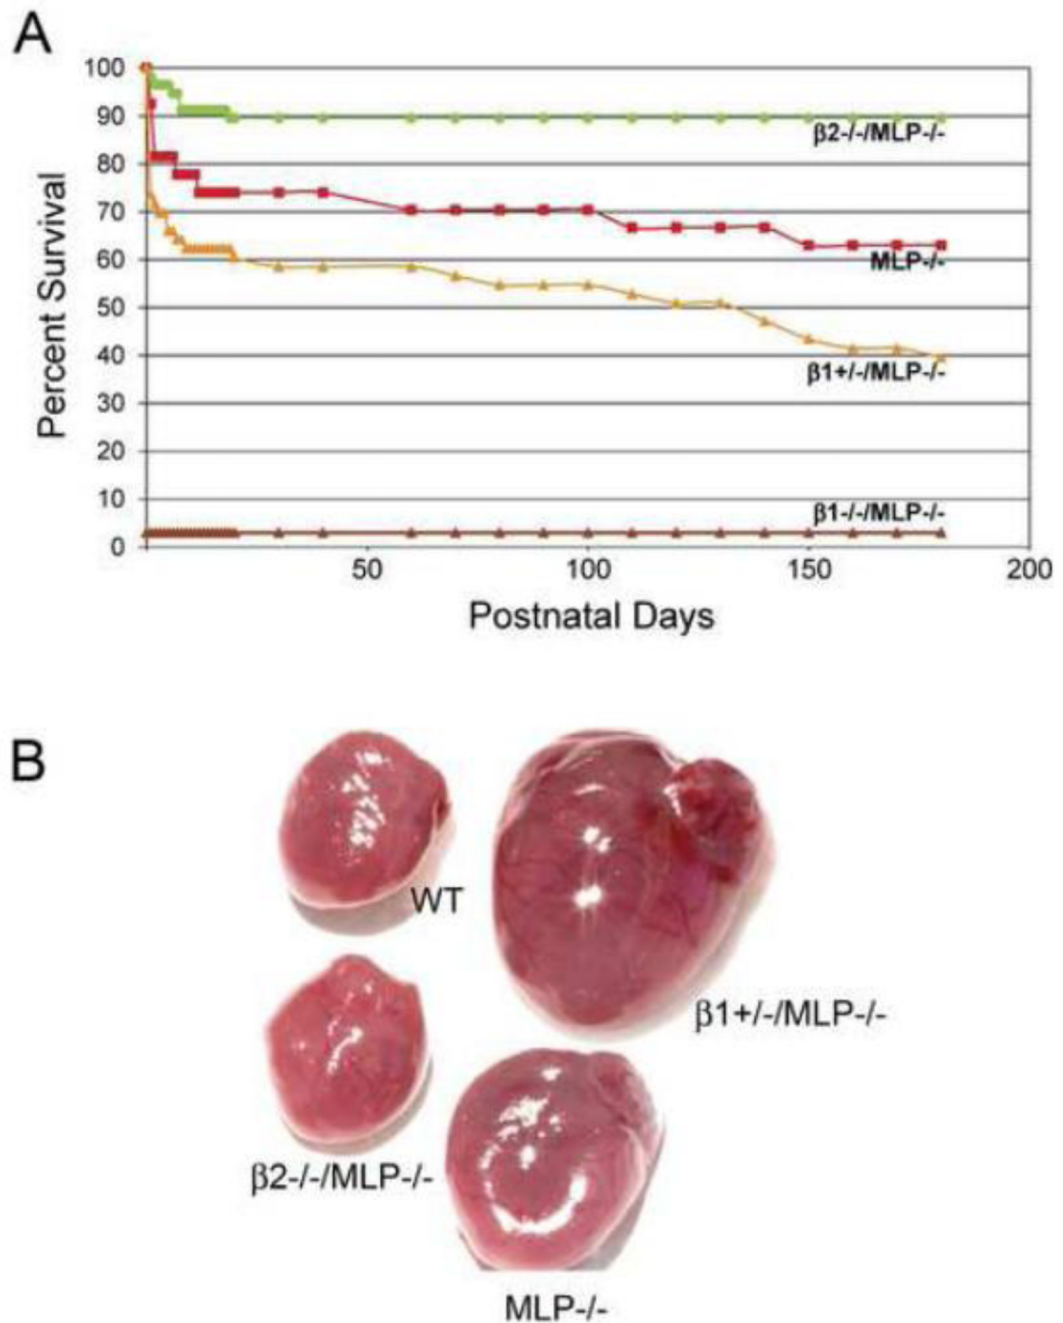 A
100
90
80
70
60
50
40
30
20
10
0
Percent Survival
β2-/-/MLP-/-
MLP-/-
β1+/-/MLP-/-
β1-/-/MLP-/-
50 100 150 200
Postnatal Days
B
WT
β1+/-/MLP-/-
β2-/-/MLP-/-
MLP-/-